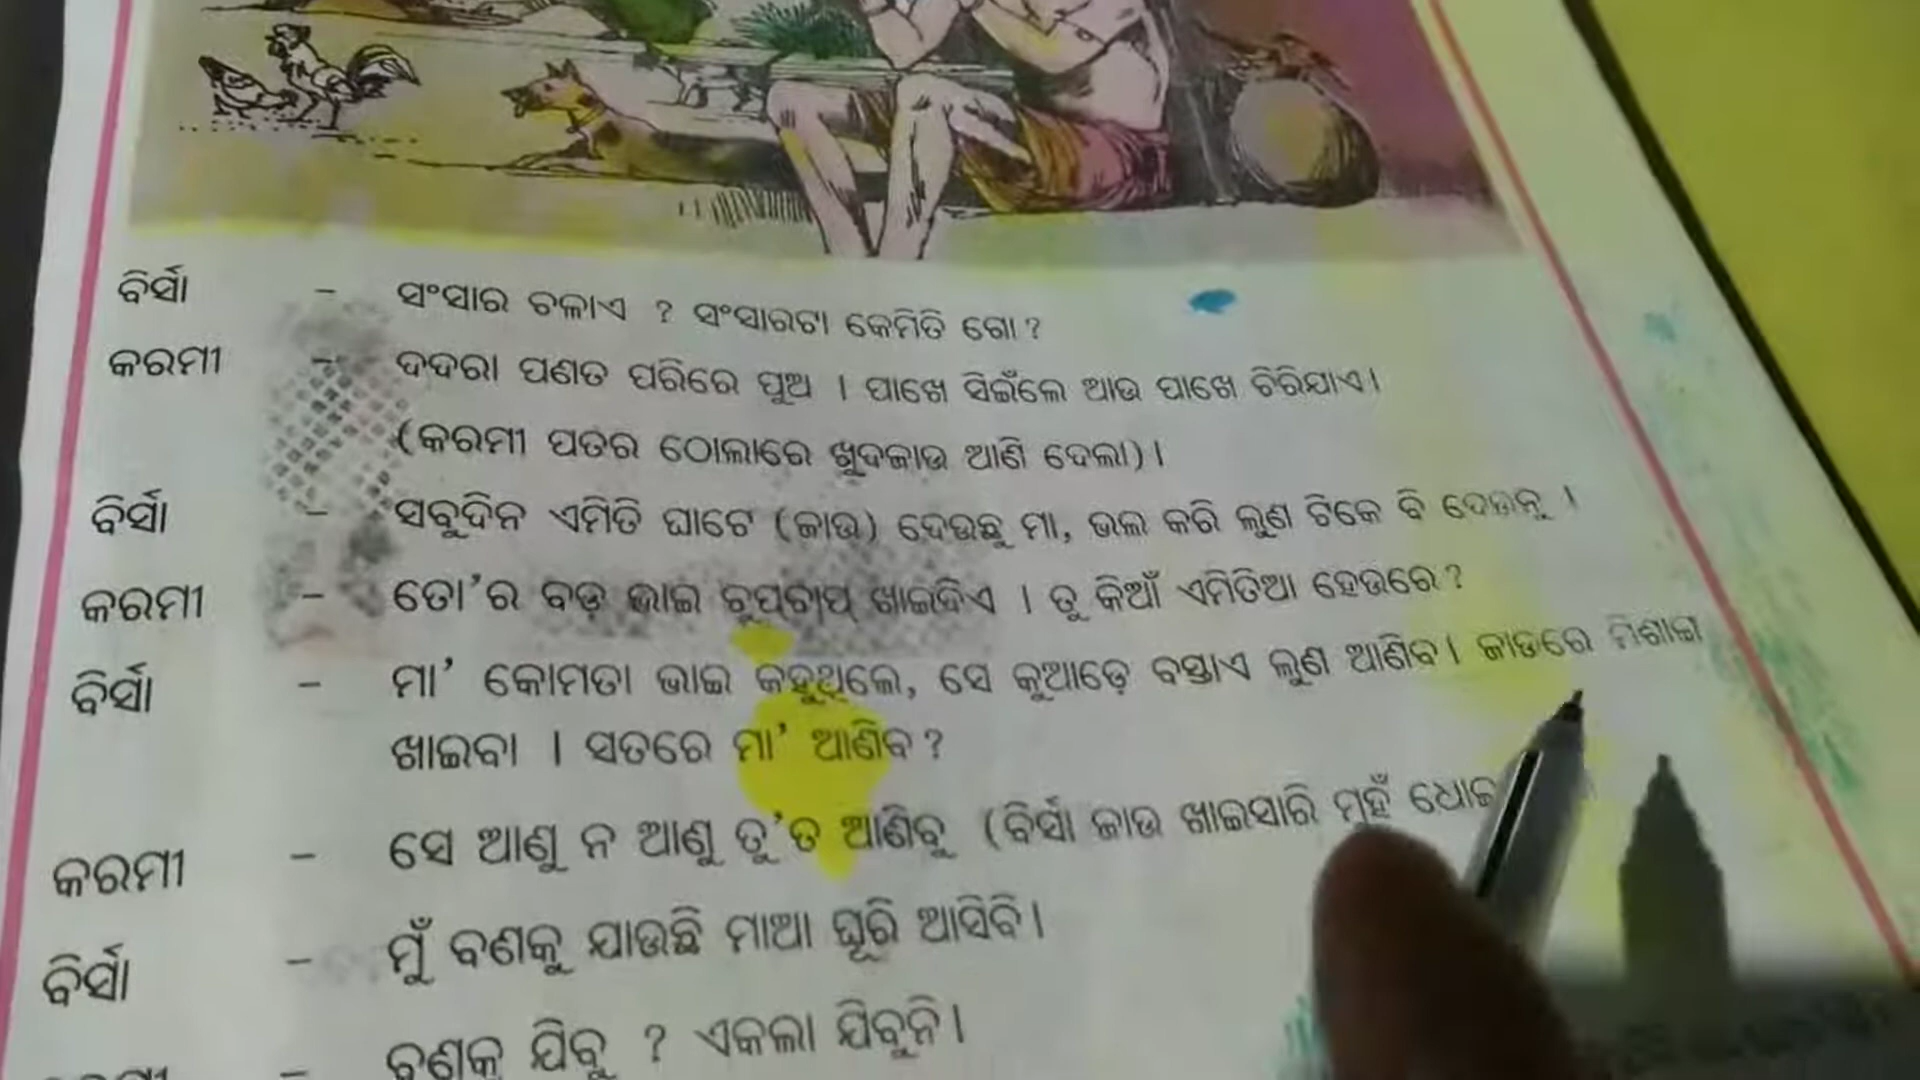 ବିର୍ସା - ସଂସାର ଚଳାଏ ? ସଂସାରଟା କେମିତି ଗୋ ?
କରମୀ - ଦଦରା ପଣତ ପରିରେ ପୁଅ । ପାଖେ ସିଇଁଲେ ଆଉ ପାଖେ ଚିରିଯାଏ ।
(କରମୀ ପତର ଠୋଲାରେ ଖୁଦଜାଉ ଆଣି ଦେଲା) ।
ବିର୍ସା - ସବୁଦିନ ଏମିତି ଘାଟେ (ଜାଉ) ଦେଉଛୁ ମା, ଭଲ କରି ଲୁଣ ଟିକେ ବି ଦେଉନୁ ।
କରମୀ - ତୋ'ର ବଡ଼ ଭାଇ ଚୁପ୍‌ଚାପ୍ ଖାଇଦିଏ । ତୁ କିଆଁ ଏମିତିଆ ହେଉରେ ?
ବିର୍ସା - ମା' କୋମତା ଭାଇ କହୁଥିଲେ, ସେ କୁଆଡ଼େ ବସ୍ତାଏ ଲୁଣ ଆଣିବ । ଜାଉରେ ମିଶାଇ
ଖାଇବା । ସତରେ ମା' ଆଣିବ ?
କରମୀ - ସେ ଆଣୁ ନ ଆଣୁ ତୁ'ତ ଆଣିବୁ (ବିର୍ସା ଜାଉ ଖାଇସାରି ମୁହଁ ଧୋଇ
ବିର୍ସା - ମୁଁ ବଣକୁ ଯାଉଛି ମାଆ ଘୂରି ଆସିବି ।
- ବଣକୁ ଯିବୁ ? ଏକଲା ଯିବୁନି ।